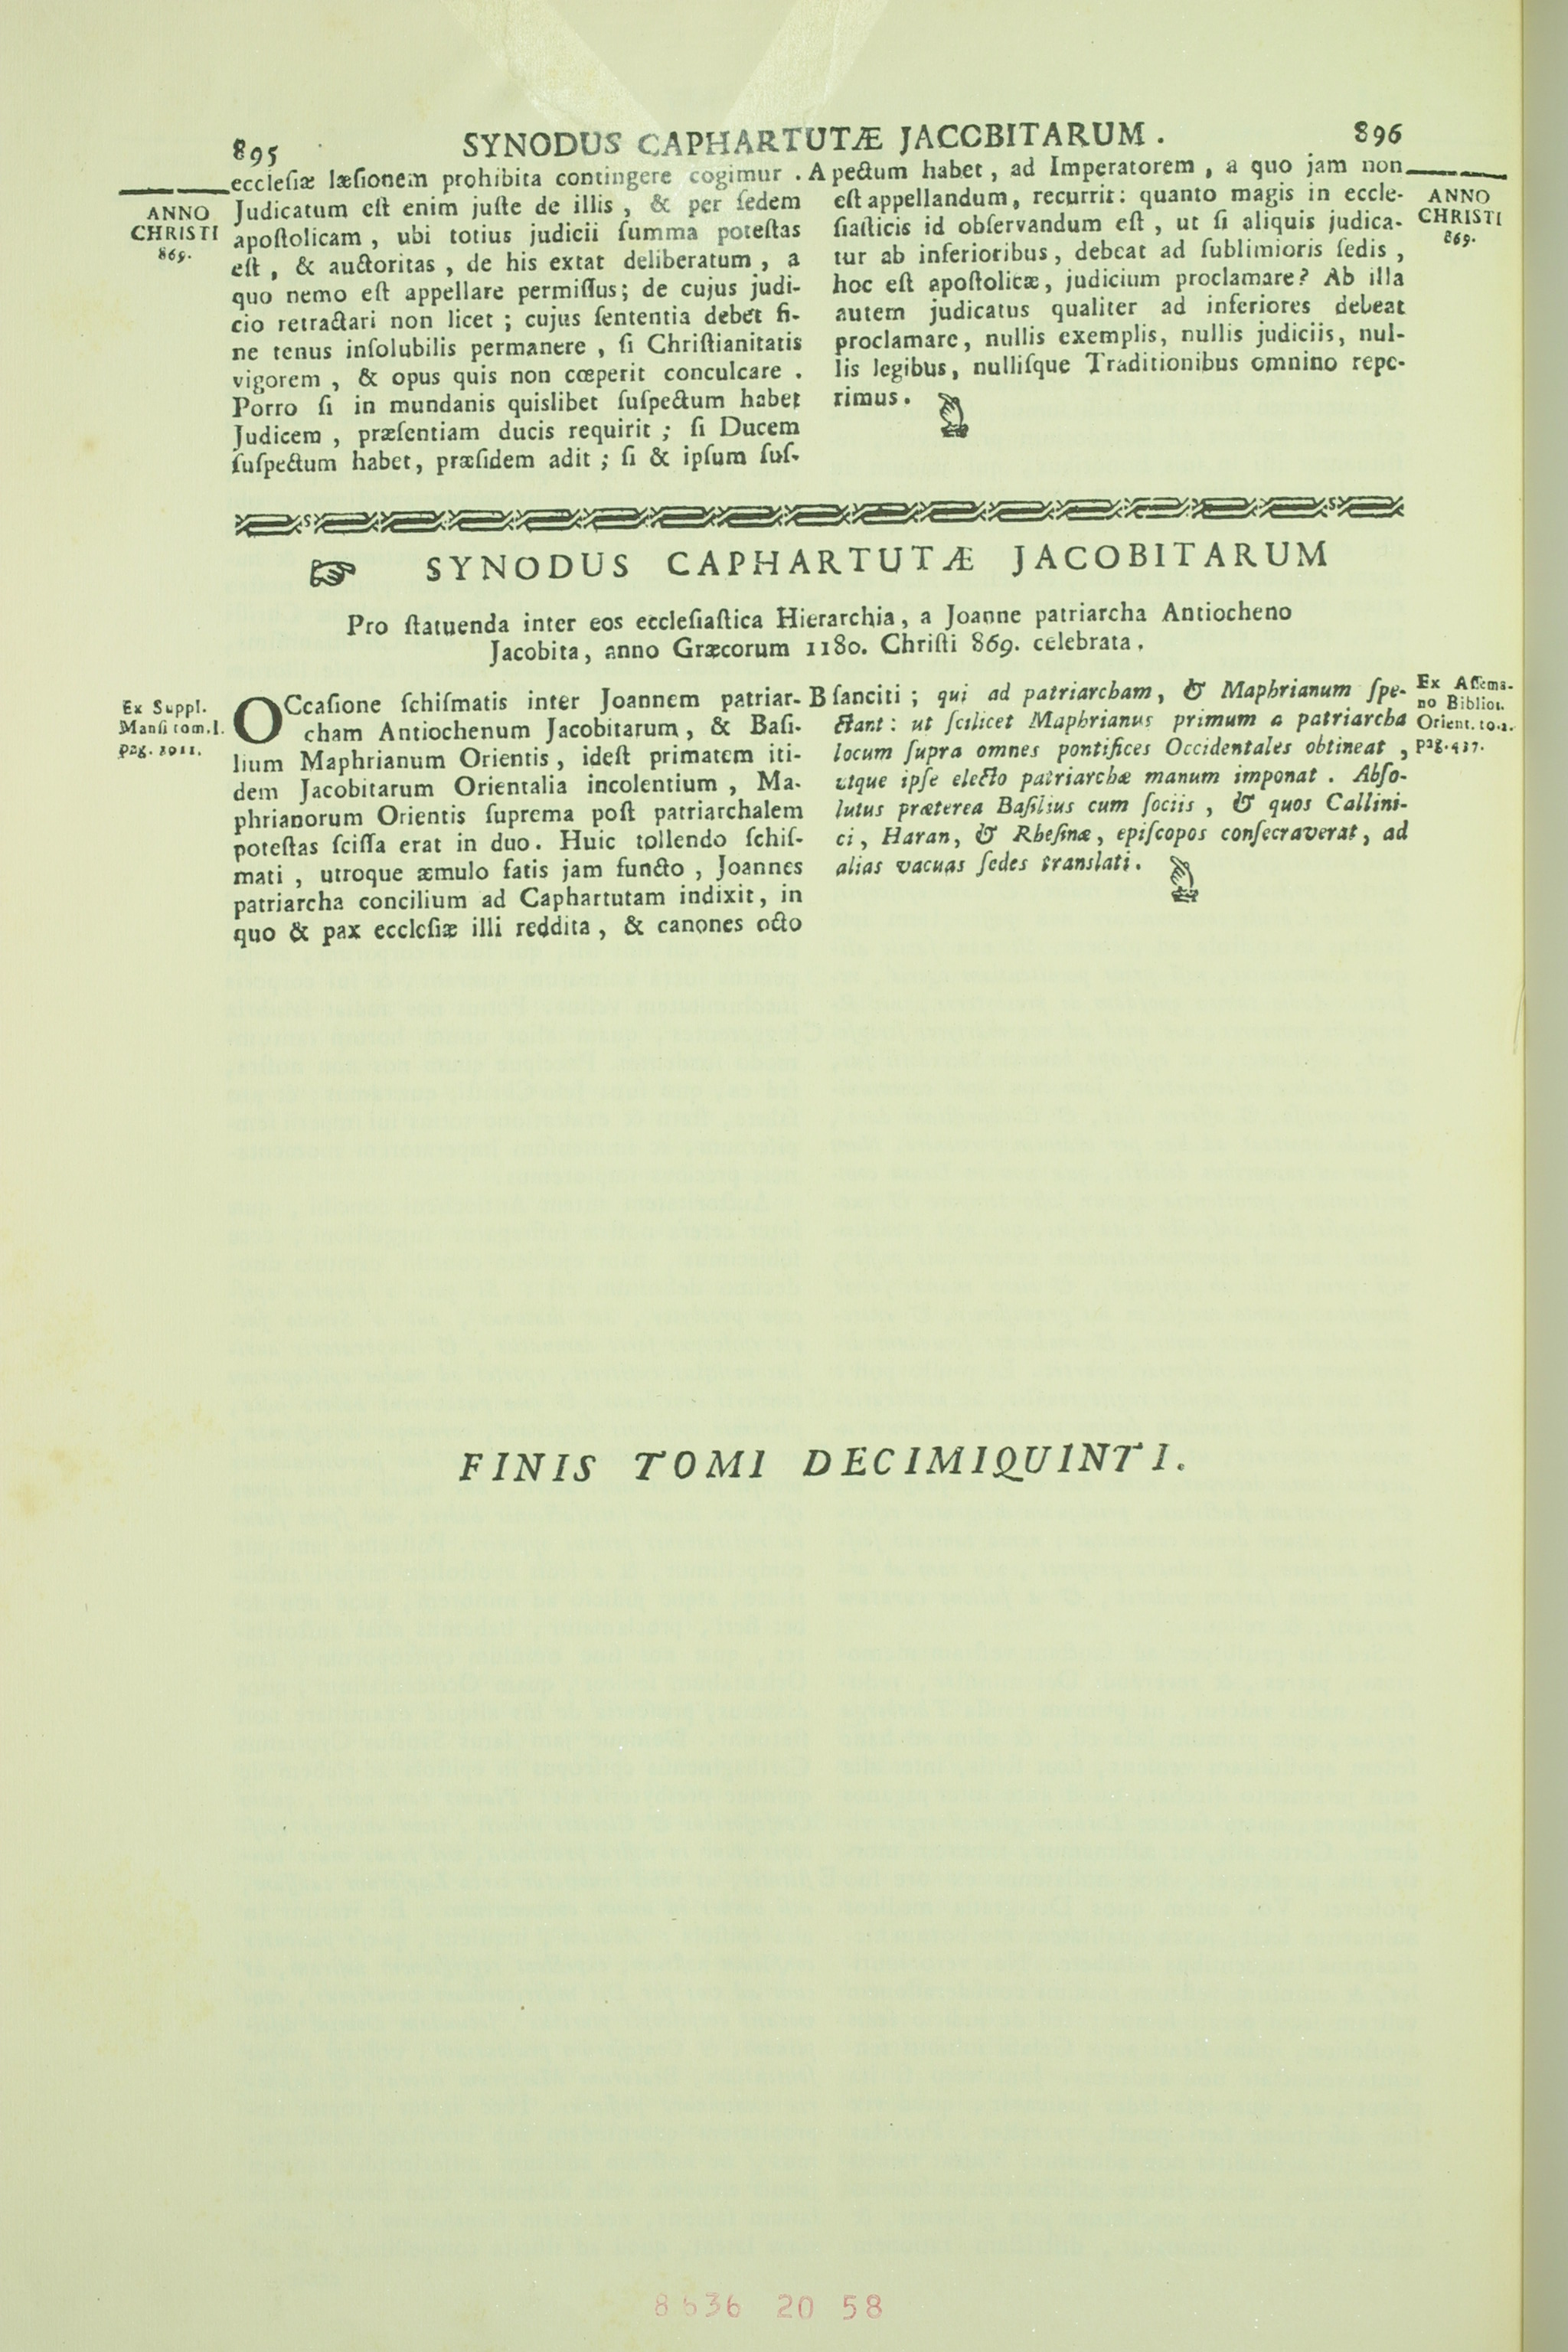 895 SYNODUS CAPHARTUTÆ JACCBITARUM . 896
ANNO
CHRISTI
869.
ecclesiæ læsionem prohibita contingere cogimur .
Judicatum est enim juste de illis , & per sedem
apostolicam , ubi totius judicii summa potestas
est , & auctoritas , de his extat deliberatum , a
quo nemo est appellare permissus ; de cujus judi-
cio retractari non licet ; cujus sententia debet fi-
ne tenus insolubilis permanere , si Christianitatis
vigorem , & opus quis non cœperit conculcare .
Porro si in mundanis quislibet suspectum habet
Judicem , præsentiam ducis requirit ; si Ducem
suspectum habet, præsidem adit ; si & ipsum sus-
A pectum habet , ad Imperatorem , a quo jam non
est appellandum, recurrit: quanto magis in eccle-
siasticis id observandum est , ut si aliquis judica-
tur ab inferioribus , debeat ad sublimioris sedis ,
hoc est apostolicæ, judicium proclamare? Ab illa
autem judicatus qualiter ad inferiores debeat
proclamare, nullis exemplis, nullis judiciis, nul-
lis legibus, nullisque Traditionibus omnino repe-
rimus.
ANNO
CHRISTI
869.
SYNODUS CAPHARTUTÆ JACOBITARUM
Pro statuenda inter eos ecclesiastica Hierarchia, a Joanne patriarcha Antiocheno
Jacobita, anno Græcorum 1180. Christi 869. celebrata.
Ex Suppl.
Mansi tom.I.
pag. 1011.
OCcasione schismatis inter Joannem patriar-
cham Antiochenum Jacobitarum, & Basi-
lium Maphrianum Orientis , idest primatem iti-
dem Jacobitarum Orientalia incolentium , Ma-
phrianorum Orientis suprema post patriarchalem
potestas scissa erat in duo. Huic tollendo schis-
mati , utroque æmulo fatis jam functo , Joannes
patriarcha concilium ad Caphartutam indixit, in
quo & pax ecclesiæ illi reddita , & canones octo
B sanciti ; qui ad patriarcham, & Maphrianum spe-
ctant: ut scilicet Maphrianus primum a patriarcha
locum supra omnes pontifices Occidentales obtineat ,
utque ipse electo patriarchæ manum imponat . Abso-
lutus præterea Basilius cum sociis , & quos Callini-
ci, Haran, & Rhesinæ, episcopos consecraverat, ad
alias vacuas sedes translati.
Ex Assema-
no Bibliot.
Orient. to.2.
pag.437.
FINIS TOMI DECIMIQUINTI.
8636 20 58